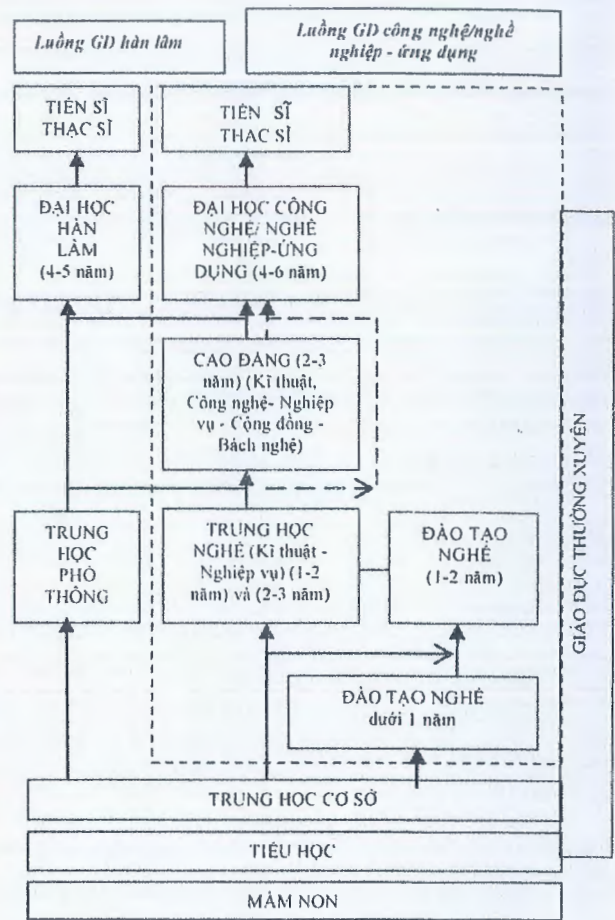 Luồng GD hàn lâm
Luồng GD công nghệ/nghề
nghiệp - ứng dụng
TIẾN SĨ
THẠC SĨ
TIẾN SĨ
THẠC SĨ
ĐẠI HỌC
HÀN
LÂM
(4-5 năm)
ĐẠI HỌC CÔNG
NGHỆ/ NGHỀ
NGHIỆP-ỨNG
DỤNG (4-6 năm)
CAO ĐẲNG (2-3
năm) (Kĩ thuật,
Công nghệ- Nghiệp
vụ - Cộng đồng -
Bách nghệ)
TRUNG
HỌC
PHỔ
THÔNG
TRUNG HỌC
NGHỀ (Kĩ thuật -
Nghiệp vụ) (1-2
năm) và (2-3 năm)
ĐÀO TẠO
NGHỀ
(1-2 năm)
ĐÀO TẠO NGHỀ
dưới 1 năm
GIÁO DỤC THƯỜNG XUYÊN
TRUNG HỌC CƠ SỞ
TIỂU HỌC
MẦM NON